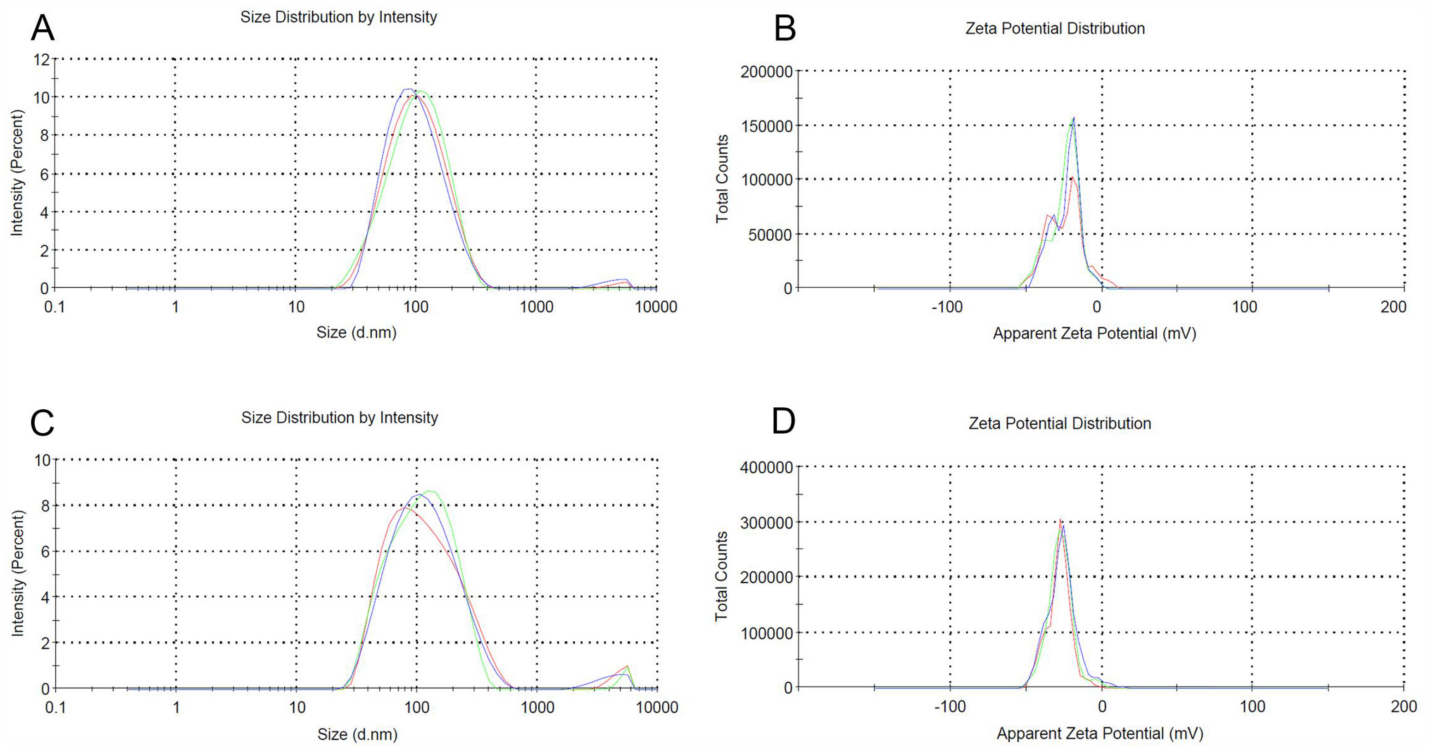 A
Size Distribution by Intensity
12
10
8
6
4
2
0
Intensity (Percent)
0.1 1 10 100 1000 10000
Size (d.nm)
B
Zeta Potential Distribution
200000
150000
100000
50000
0
Total Counts
-100 0 100 200
Apparent Zeta Potential (mV)
C
Size Distribution by Intensity
10
8
6
4
2
0
Intensity (Percent)
0.1 1 10 100 1000 10000
Size (d.nm)
D
Zeta Potential Distribution
400000
300000
200000
100000
0
Total Counts
-100 0 100 200
Apparent Zeta Potential (mV)